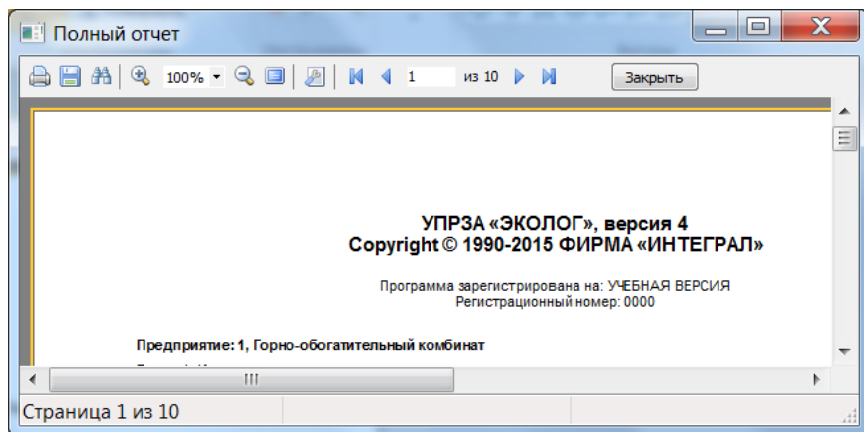 Полный отчет
100% 1 из 10 Закрыть
УПРЗА «ЭКОЛОГ», версия 4
Copyright © 1990-2015 ФИРМА «ИНТЕГРАЛ»
Программа зарегистрирована на: УЧЕБНАЯ ВЕРСИЯ
Регистрационный номер: 0000
Предприятие: 1, Горно-обогатительный комбинат
Страница 1 из 10